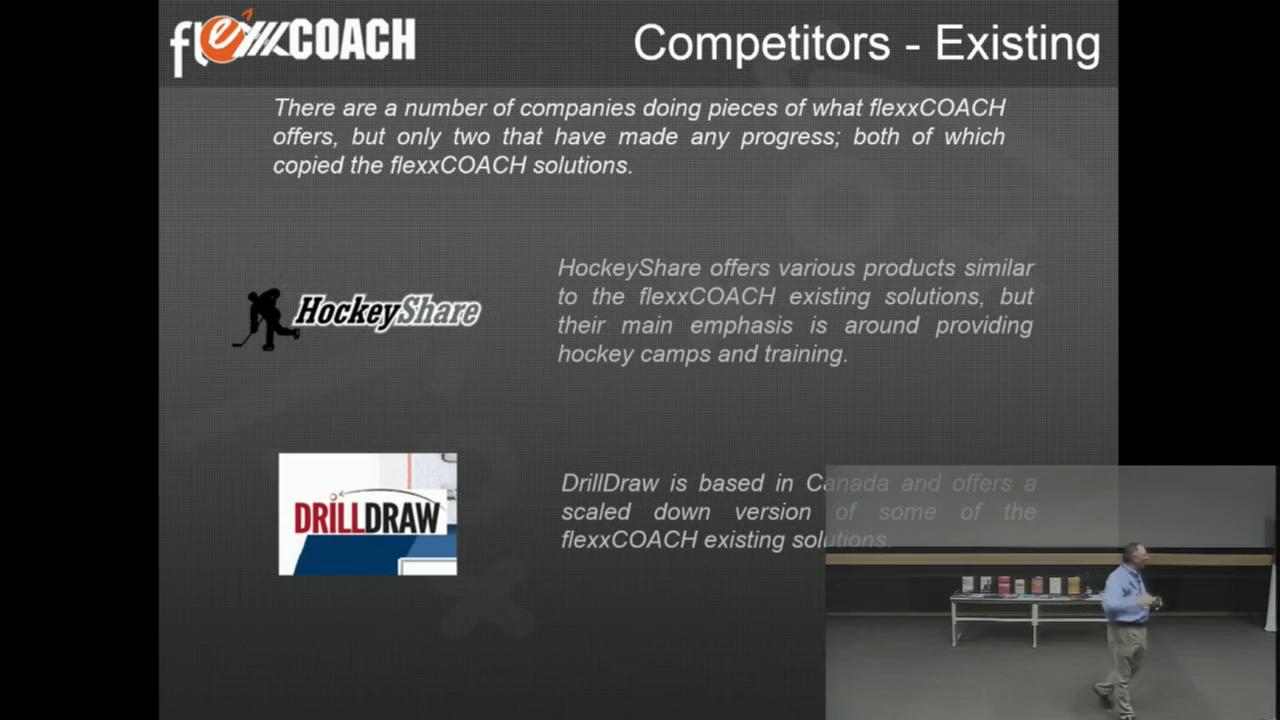 flexxCOACH
Competitors - Existing
There are a number of companies doing pieces of what flexxCOACH
offers, but only two that have made any progress; both of which
copied the flexxCOACH solutions.
HockeyShare
HockeyShare offers various products similar
to the flexxCOACH existing solutions, but
their main emphasis is around providing
hockey camps and training.
DRILLDRAW
DrillDraw is based in Canada and offers a
scaled down version of some of the
flexxCOACH existing solutions.